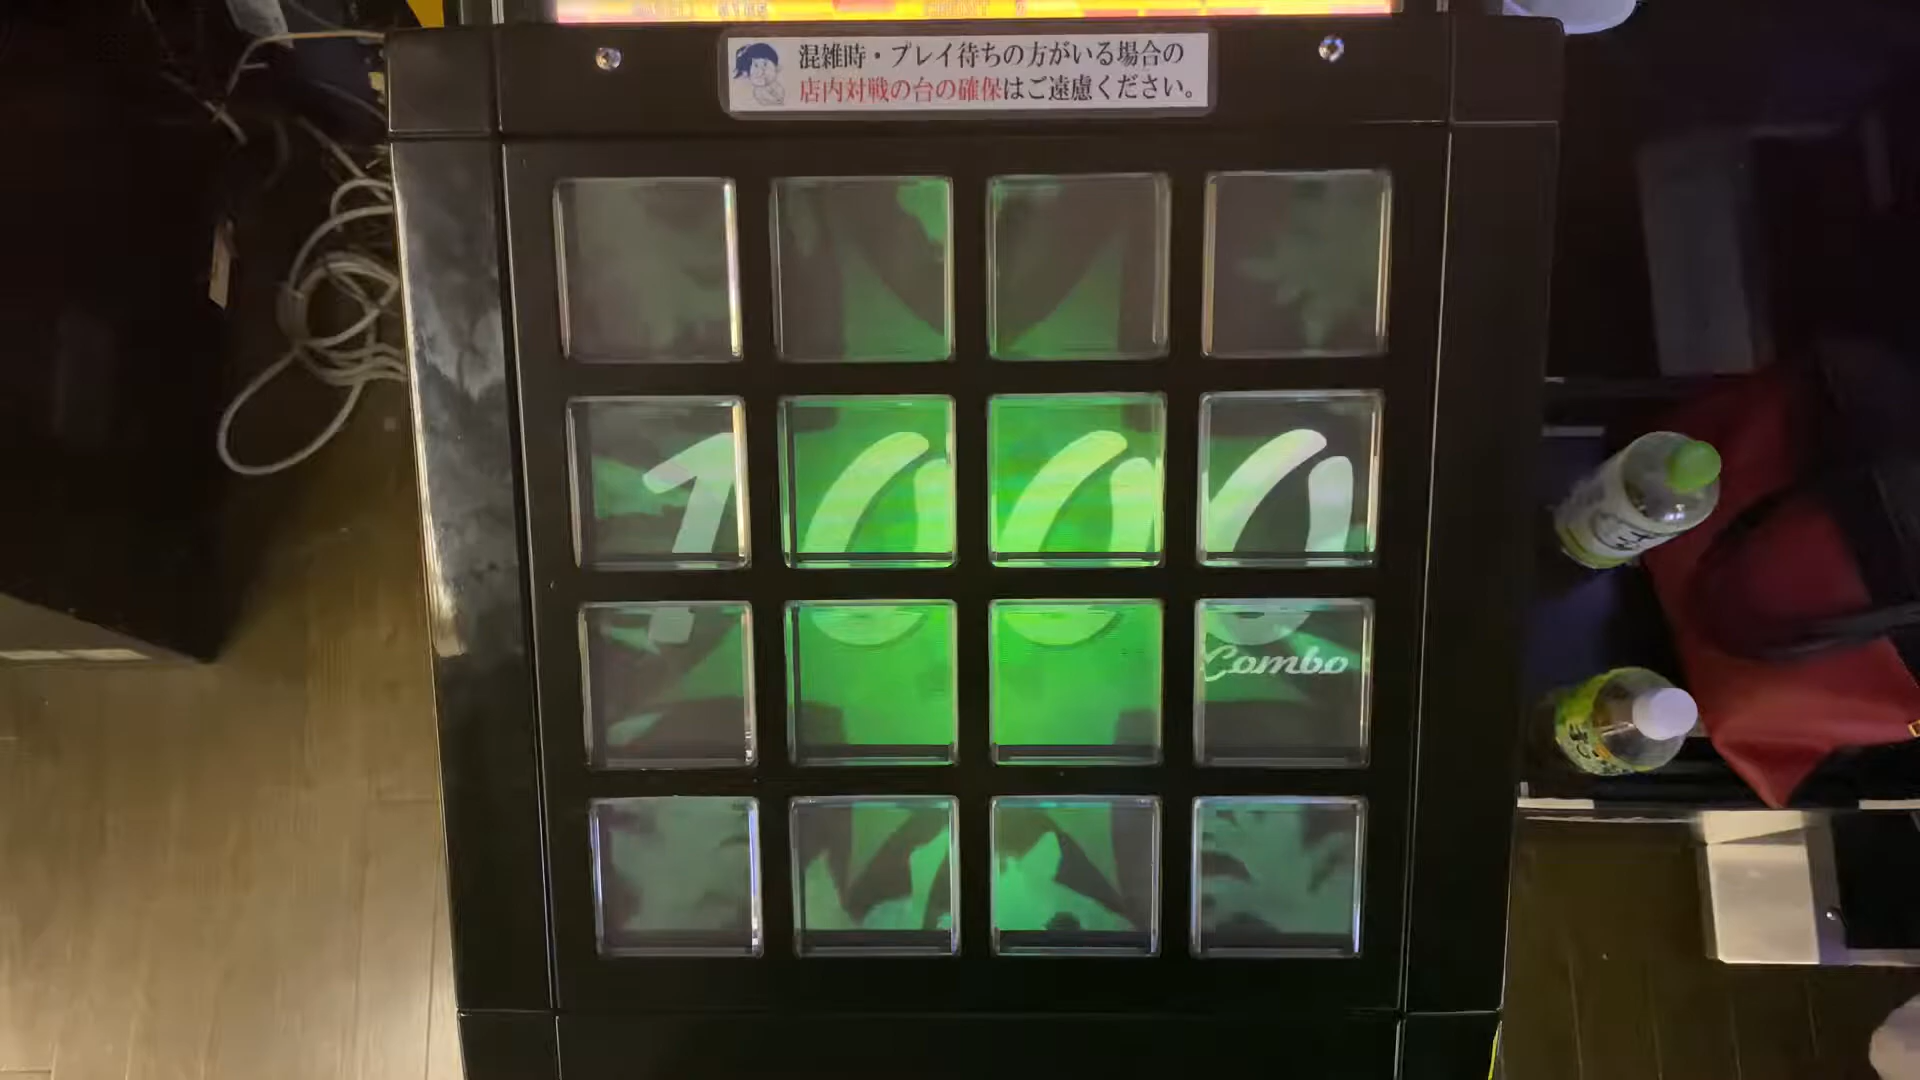 混雑時・プレイ待ちの方がいる場合の
店内対戦の台の確保はご遠慮ください。
1000
Combo